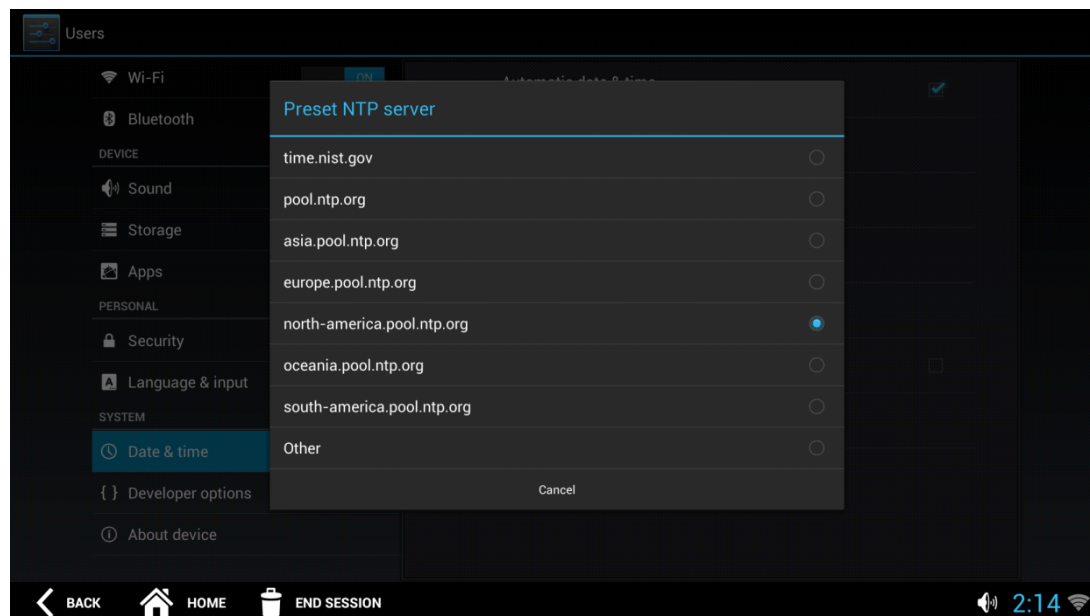 Users
Wi-Fi
ON
Automatic date & time
Bluetooth
DEVICE
Sound
Storage
Apps
PERSONAL
Security
Language & input
SYSTEM
Date & time
{ } Developer options
About device
Preset NTP server
time.nist.gov
pool.ntp.org
asia.pool.ntp.org
europe.pool.ntp.org
north-america.pool.ntp.org
oceania.pool.ntp.org
south-america.pool.ntp.org
Other
Cancel
BACK
HOME
END SESSION
2:14